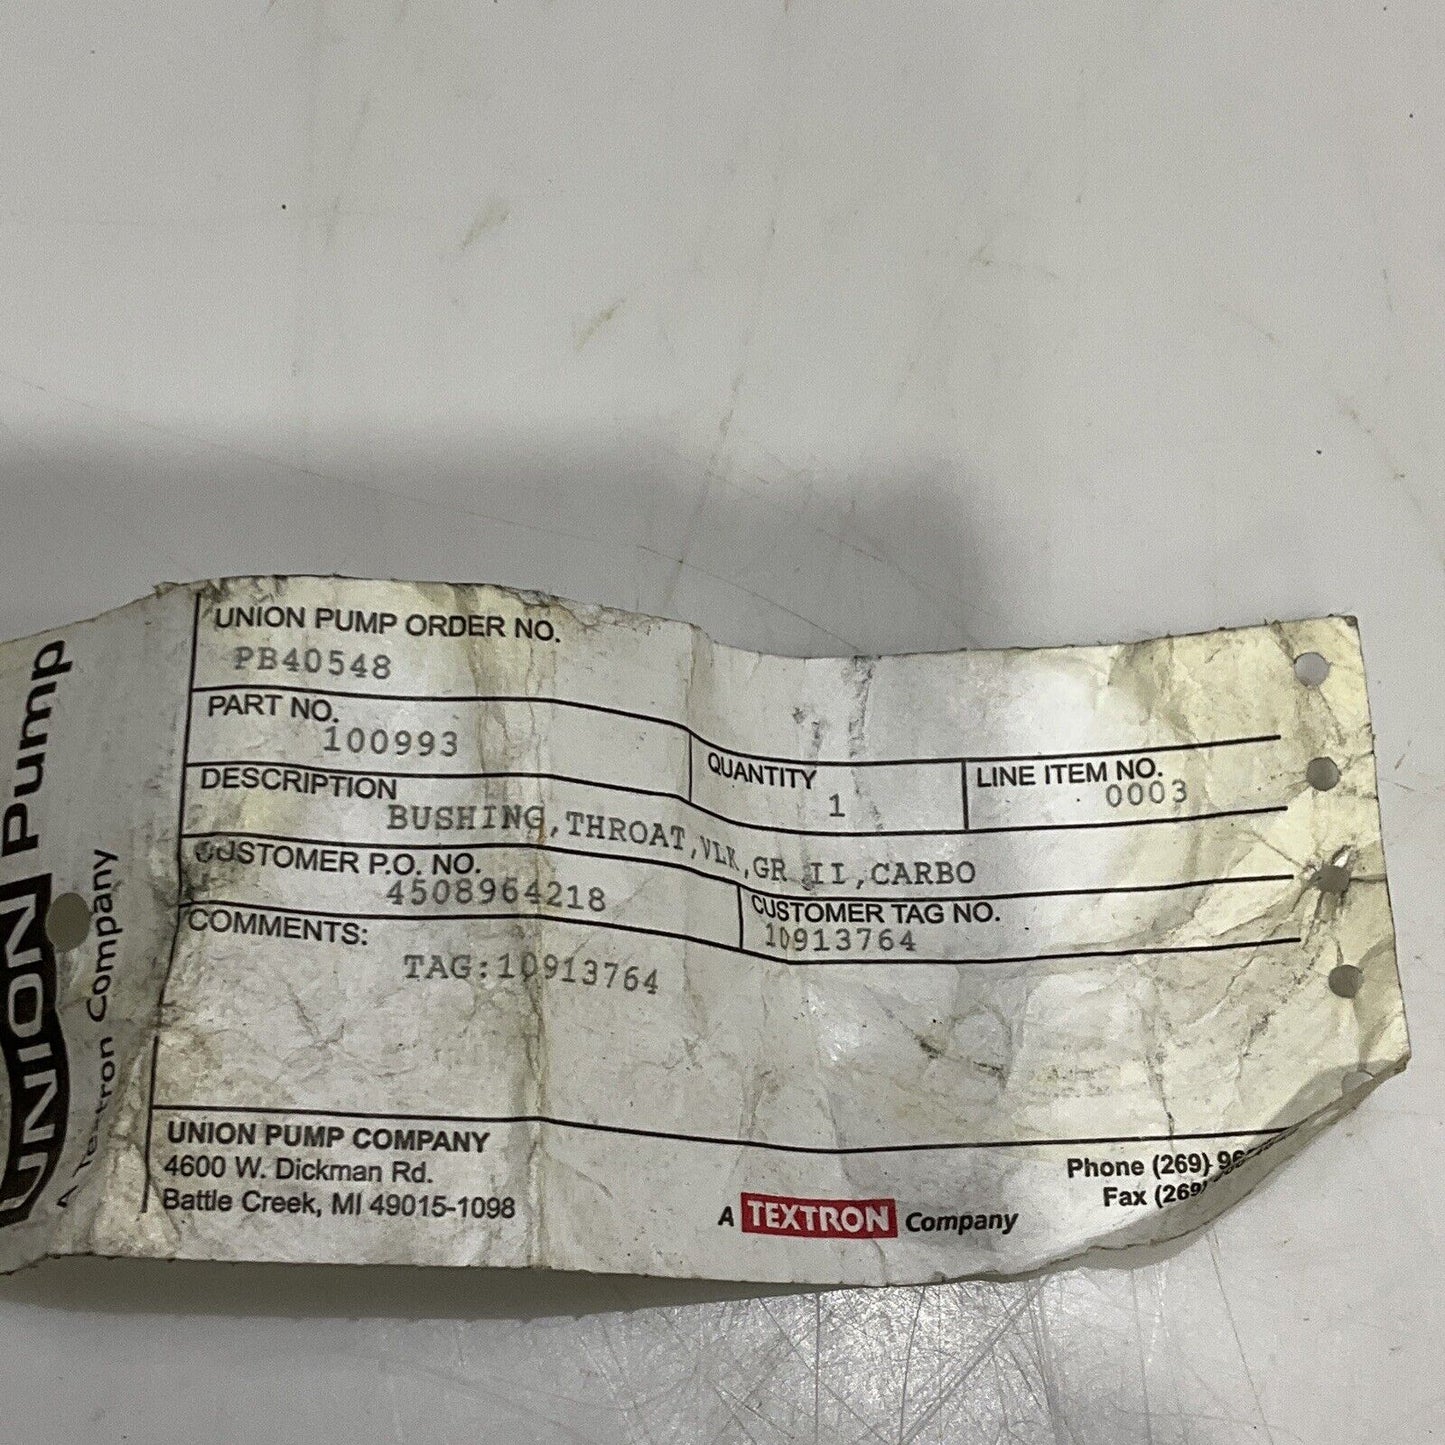 UNION Pump
A Textron Company
UNION PUMP ORDER NO.
PB40548
PART NO.
100993
QUANTITY
1
LINE ITEM NO.
0003
DESCRIPTION
BUSHING,THROAT,VLK,GR II,CARBO
CUSTOMER P.O. NO.
4508964218
CUSTOMER TAG NO.
10913764
COMMENTS:
TAG:10913764
UNION PUMP COMPANY
4600 W. Dickman Rd.
Battle Creek, MI 49015-1098
A TEXTRON Company
Phone (269)
Fax (269)